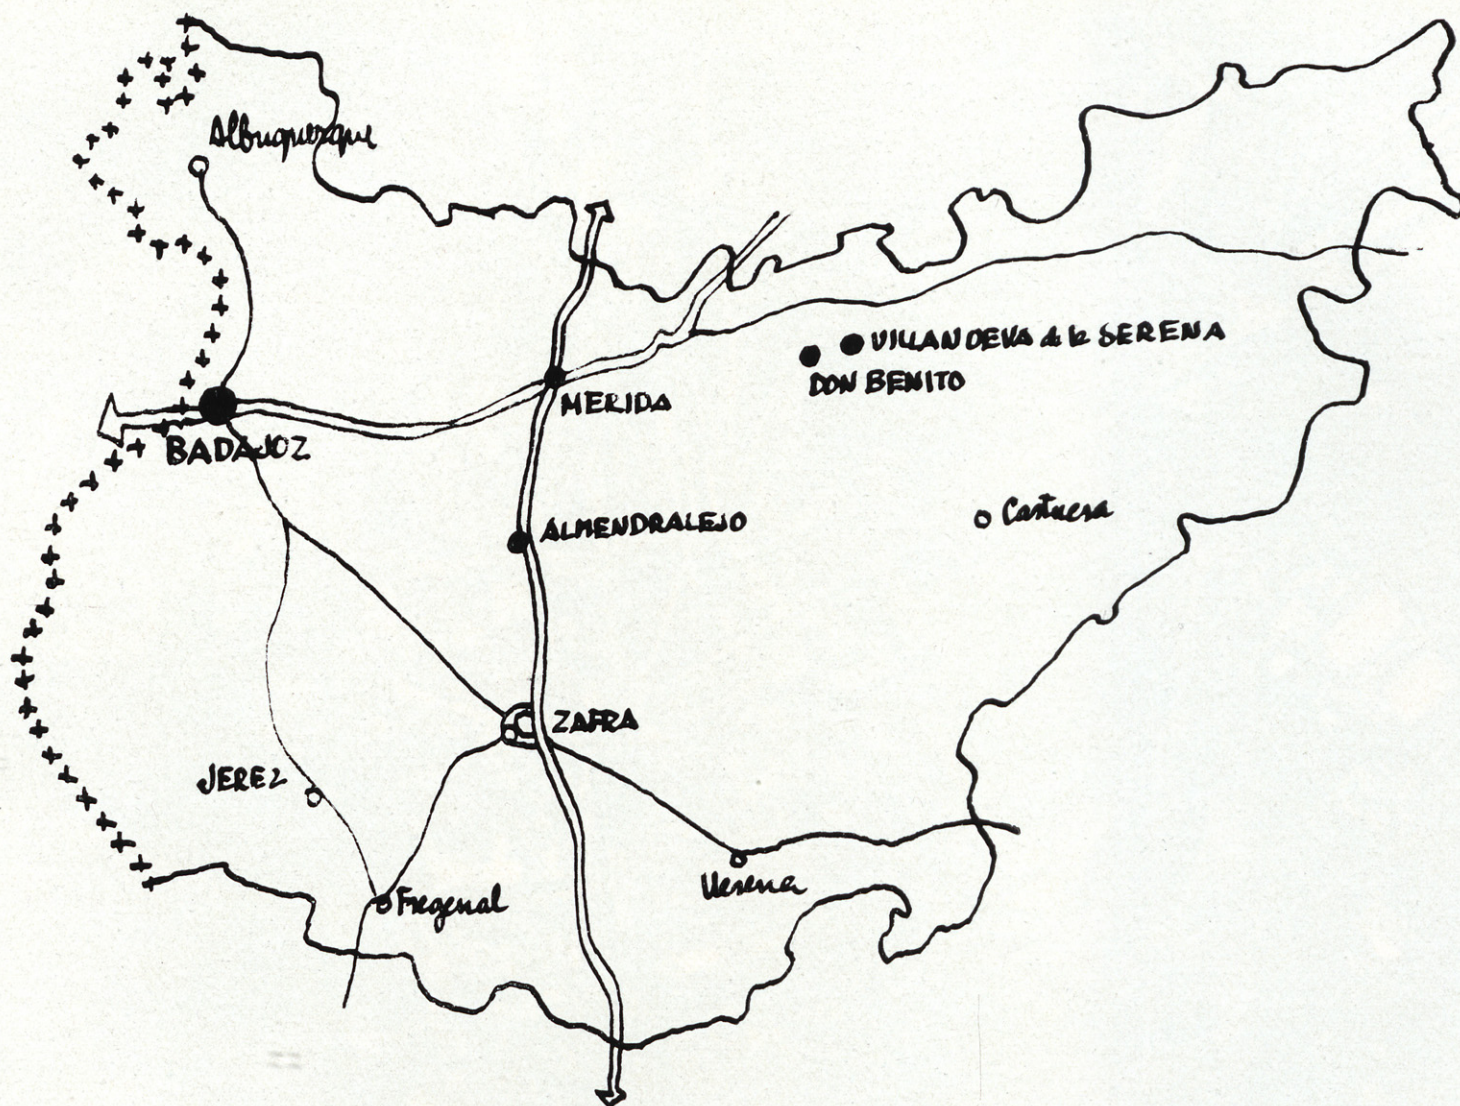 Albuquerque
VILLANUEVA de la SERENA
DON BENITO
MERIDA
BADAJOZ
Castuera
ALMENDRALEJO
ZAFRA
JEREZ
Llerena
Fregenal